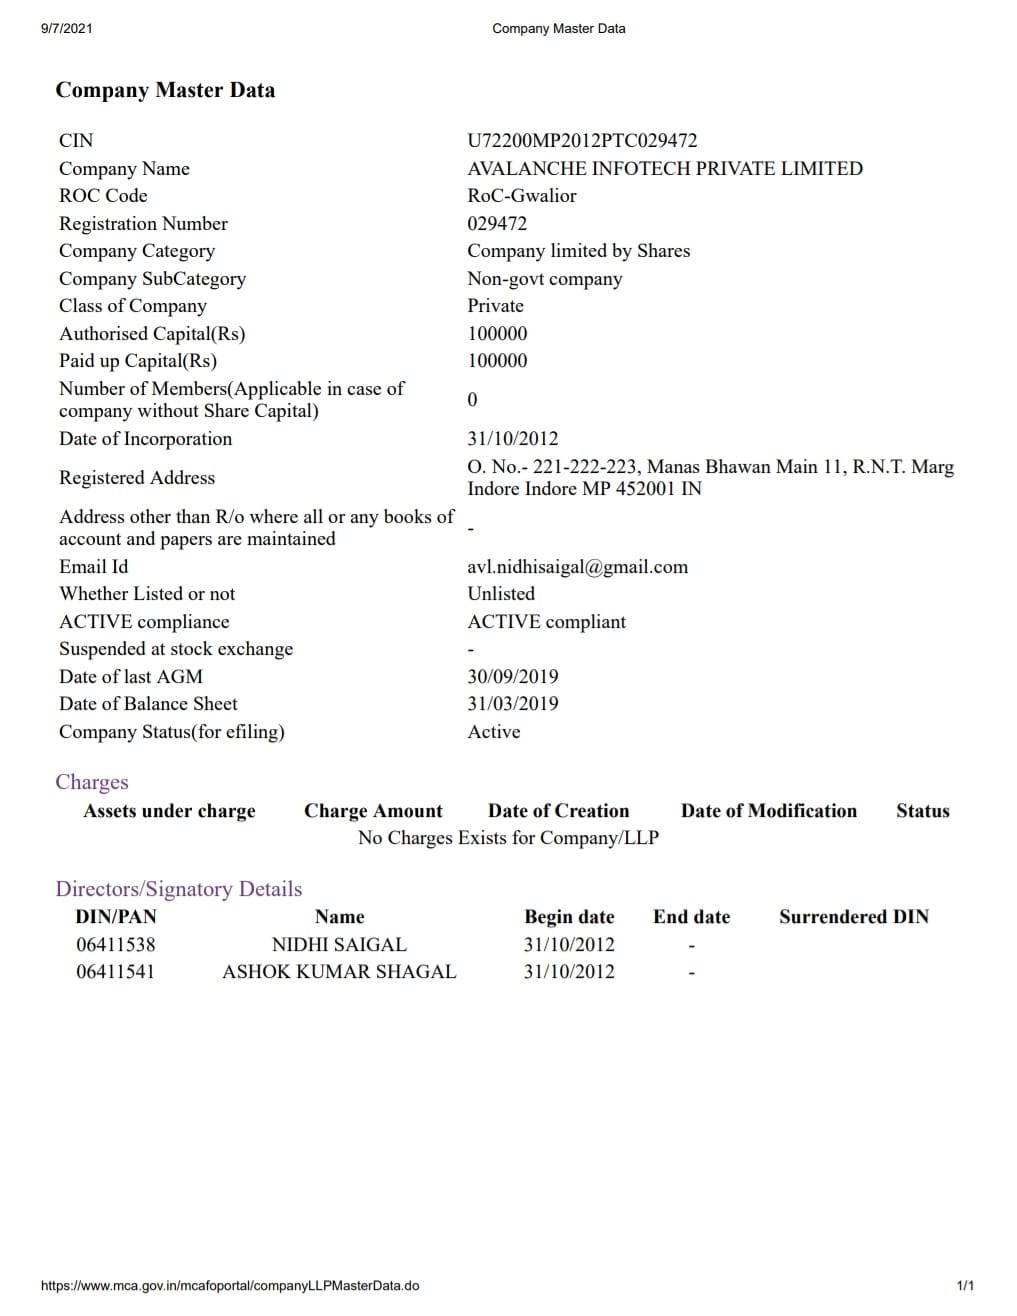 9/7/2021 Company Master Data
Company Master Data
CIN U72200MP2012PTC029472
Company Name AVALANCHE INFOTECH PRIVATE LIMITED
ROC Code RoC-Gwalior
Registration Number 029472
Company Category Company limited by Shares
Company SubCategory Non-govt company
Class of Company Private
Authorised Capital(Rs) 100000
Paid up Capital(Rs) 100000
Number of Members(Applicable in case of
company without Share Capital) 0
Date of Incorporation 31/10/2012
Registered Address O. No.- 221-222-223, Manas Bhawan Main 11, R.N.T. Marg
Indore Indore MP 452001 IN
Address other than R/o where all or any books of
account and papers are maintained -
Email Id avl.nidhisaigal@gmail.com
Whether Listed or not Unlisted
ACTIVE compliance ACTIVE compliant
Suspended at stock exchange -
Date of last AGM 30/09/2019
Date of Balance Sheet 31/03/2019
Company Status(for efiling) Active
Charges
Assets under charge Charge Amount Date of Creation Date of Modification Status
No Charges Exists for Company/LLP
Directors/Signatory Details
DIN/PAN Name Begin date End date Surrendered DIN
06411538 NIDHI SAIGAL 31/10/2012 -
06411541 ASHOK KUMAR SHAGAL 31/10/2012 -
https://www.mca.gov.in/mcafoportal/companyLLPMasterData.do 1/1